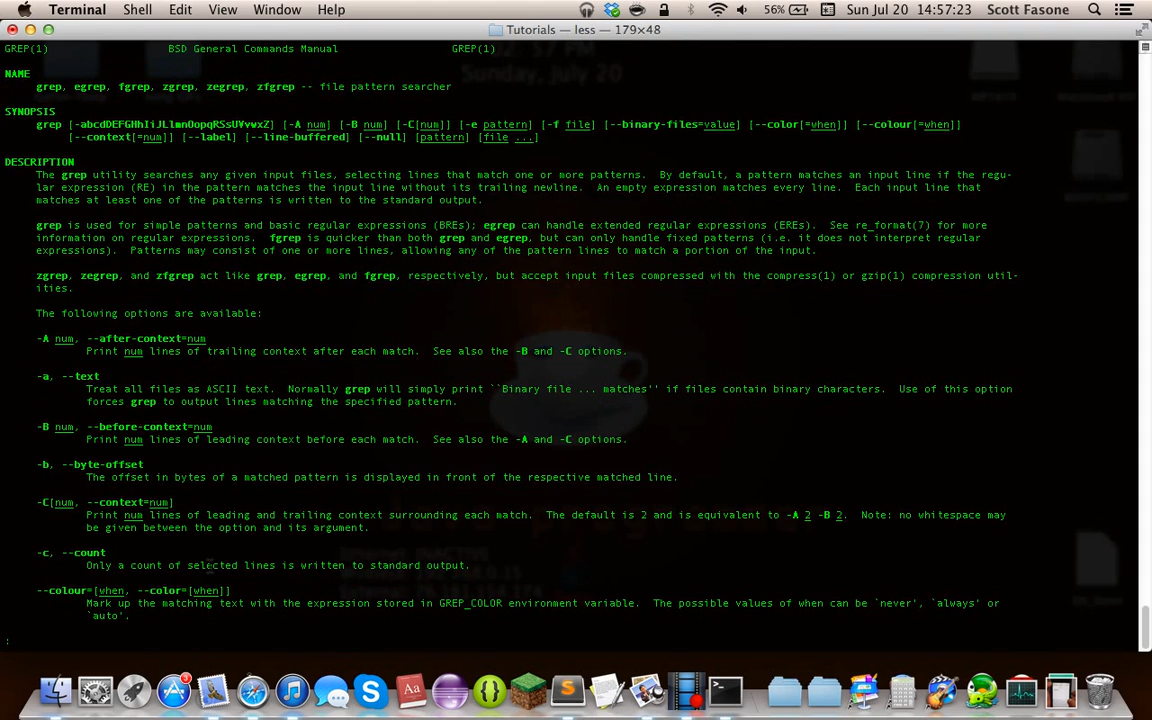 Terminal Shell Edit View Window Help 56% Sun Jul 20 14:57:23 Scott Fasone
Tutorials — less — 179×48
GREP(1) BSD General Commands Manual GREP(1)
NAME
grep, egrep, fgrep, zgrep, zegrep, zfgrep -- file pattern searcher
SYNOPSIS
grep [-abcdDEFGHhIiJLlmnOopqRSsUVvwxZ] [-A num] [-B num] [-C[num]] [-e pattern] [-f file] [--binary-files=value] [--color[=when]] [--colour[=when]]
[--context[=num]] [--label] [--line-buffered] [--null] [pattern] [file ...]
DESCRIPTION
The grep utility searches any given input files, selecting lines that match one or more patterns. By default, a pattern matches an input line if the regu-
lar expression (RE) in the pattern matches the input line without its trailing newline. An empty expression matches every line. Each input line that
matches at least one of the patterns is written to the standard output.
grep is used for simple patterns and basic regular expressions (BREs); egrep can handle extended regular expressions (EREs). See re_format(7) for more
information on regular expressions. fgrep is quicker than both grep and egrep, but can only handle fixed patterns (i.e. it does not interpret regular
expressions). Patterns may consist of one or more lines, allowing any of the pattern lines to match a portion of the input.
zgrep, zegrep, and zfgrep act like grep, egrep, and fgrep, respectively, but accept input files compressed with the compress(1) or gzip(1) compression util-
ities.
The following options are available:
-A num, --after-context=num
Print num lines of trailing context after each match. See also the -B and -C options.
-a, --text
Treat all files as ASCII text. Normally grep will simply print ``Binary file ... matches'' if files contain binary characters. Use of this option
forces grep to output lines matching the specified pattern.
-B num, --before-context=num
Print num lines of leading context before each match. See also the -A and -C options.
-b, --byte-offset
The offset in bytes of a matched pattern is displayed in front of the respective matched line.
-C[num, --context=num]
Print num lines of leading and trailing context surrounding each match. The default is 2 and is equivalent to -A 2 -B 2. Note: no whitespace may
be given between the option and its argument.
-c, --count
Only a count of selected lines is written to standard output.
--colour=[when, --color=[when]]
Mark up the matching text with the expression stored in GREP_COLOR environment variable. The possible values of when can be `never', `always' or
`auto'.
: